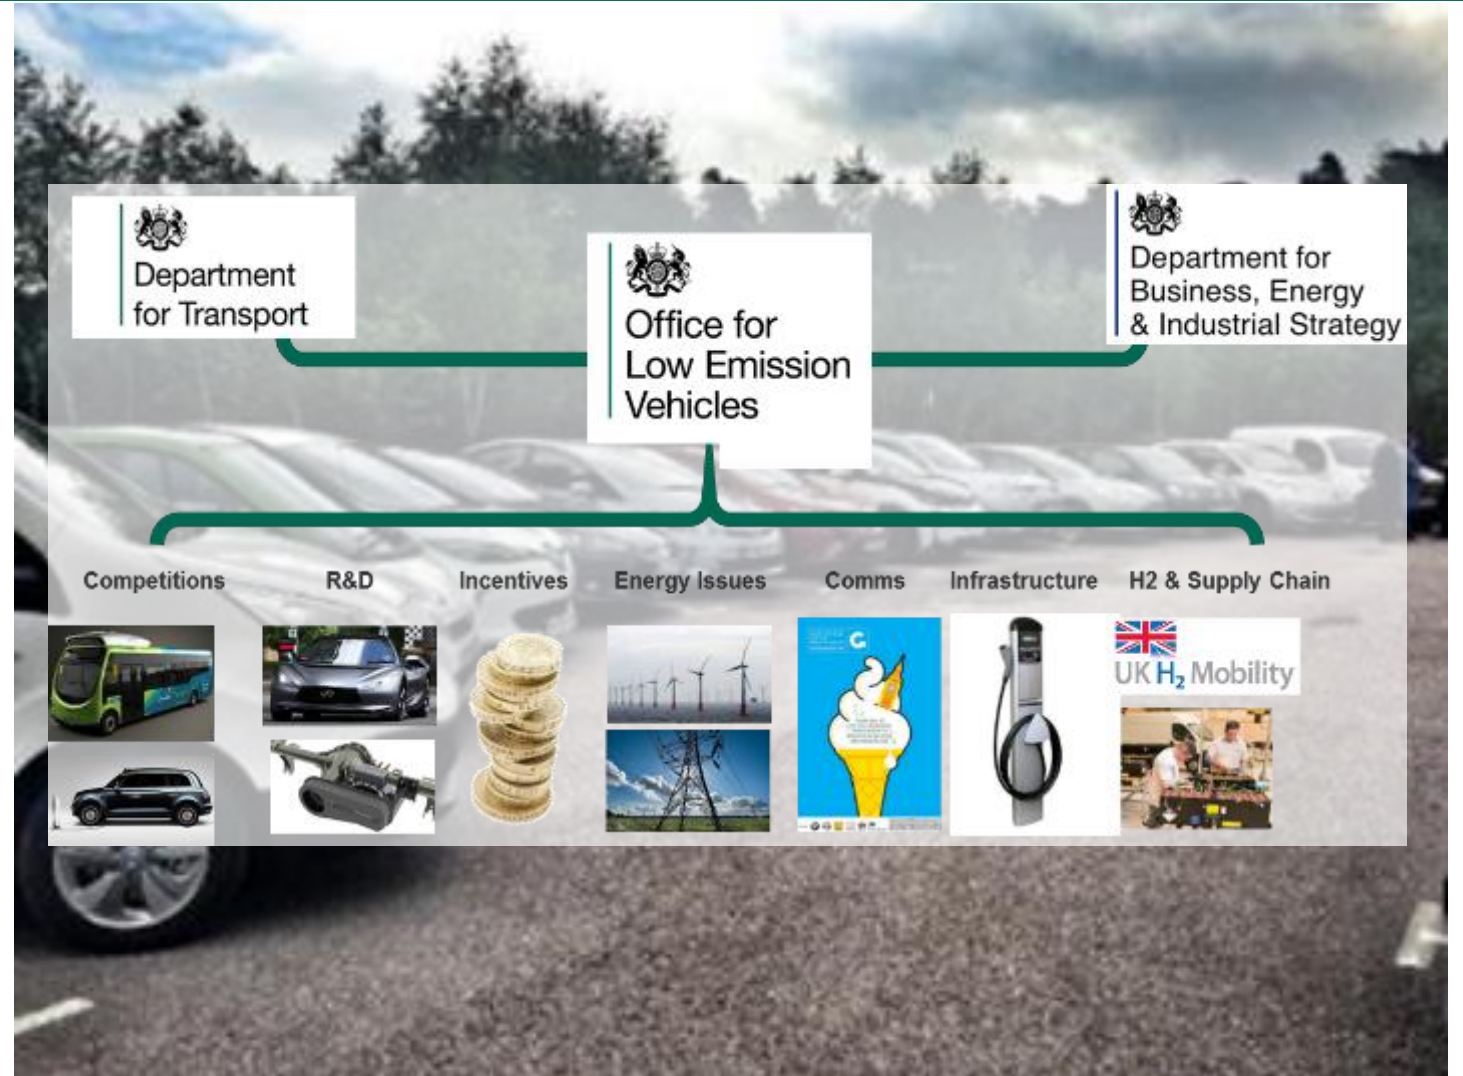 Department
for Transport
Office for
Low Emission
Vehicles
Department for
Business, Energy
& Industrial Strategy
Competitions
R&D
Incentives
Energy Issues
Comms
Infrastructure
H2 & Supply Chain
UK H₂ Mobility